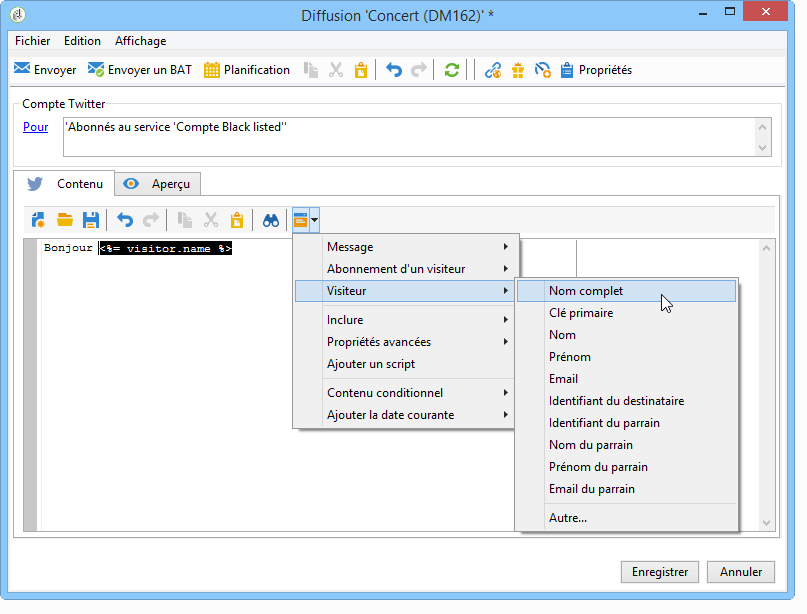 Diffusion 'Concert (DM162)' *
Fichier Edition Affichage
Envoyer Envoyer un BAT Planification Propriétés
Compte Twitter
Pour 'Abonnés au service 'Compte Black listed''
Contenu Aperçu
Bonjour <%= visitor.name %>
Message
Abonnement d'un visiteur
Visiteur
Inclure
Propriétés avancées
Ajouter un script
Contenu conditionnel
Ajouter la date courante
Nom complet
Clé primaire
Nom
Prénom
Email
Identifiant du destinataire
Identifiant du parrain
Nom du parrain
Prénom du parrain
Email du parrain
Autre...
Enregistrer Annuler